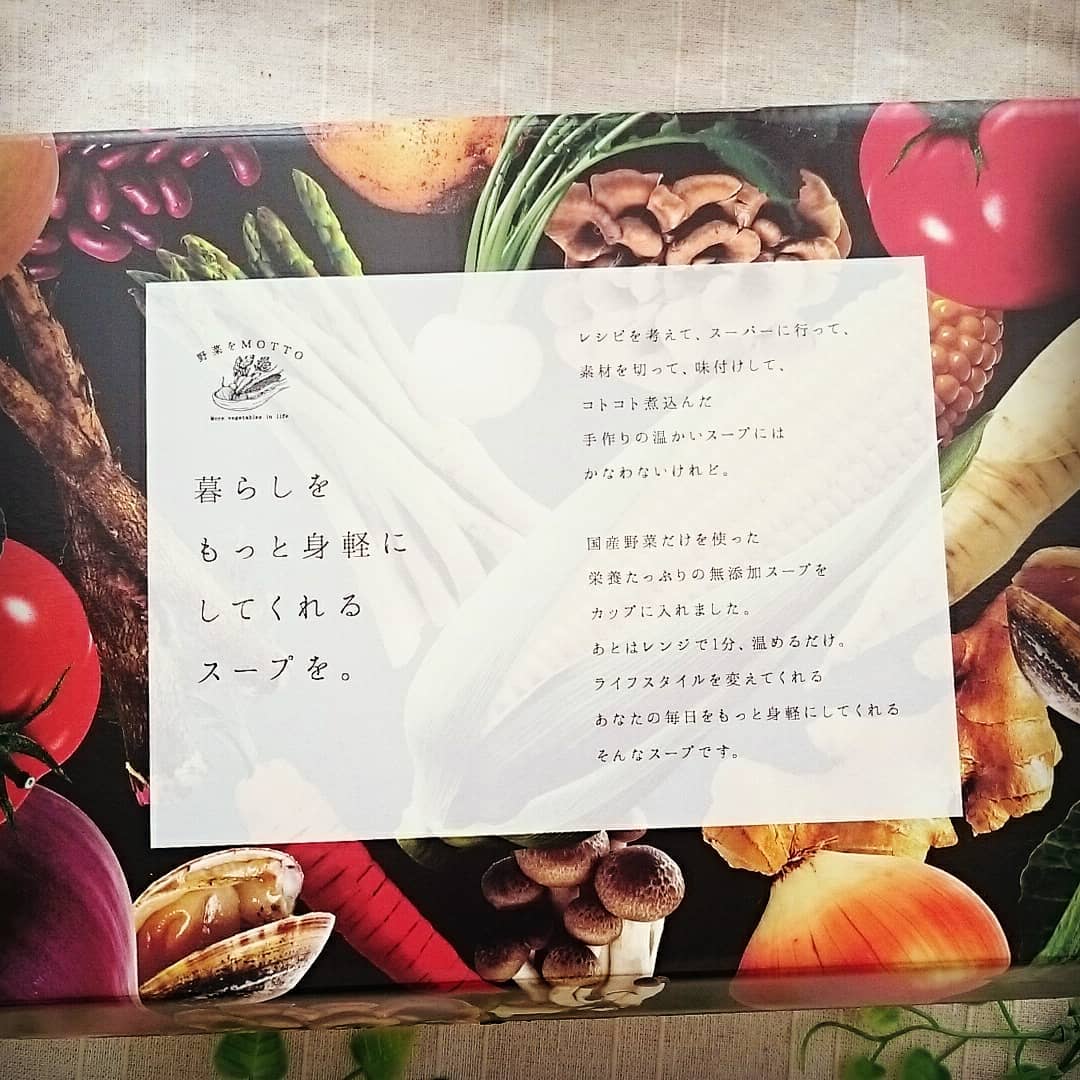 野菜をMOTTO
More vegetables in life
暮らしを
もっと身軽に
してくれる
スープを。
レシピを考えて、スーパーに行って、
素材を切って、味付けして、
コトコト煮込んだ
手作りの温かいスープには
かなわないけれど。
国産野菜だけを使った
栄養たっぷりの無添加スープを
カップに入れました。
あとはレンジで1分、温めるだけ。
ライフスタイルを変えてくれる
あなたの毎日をもっと身軽にしてくれる
そんなスープです。